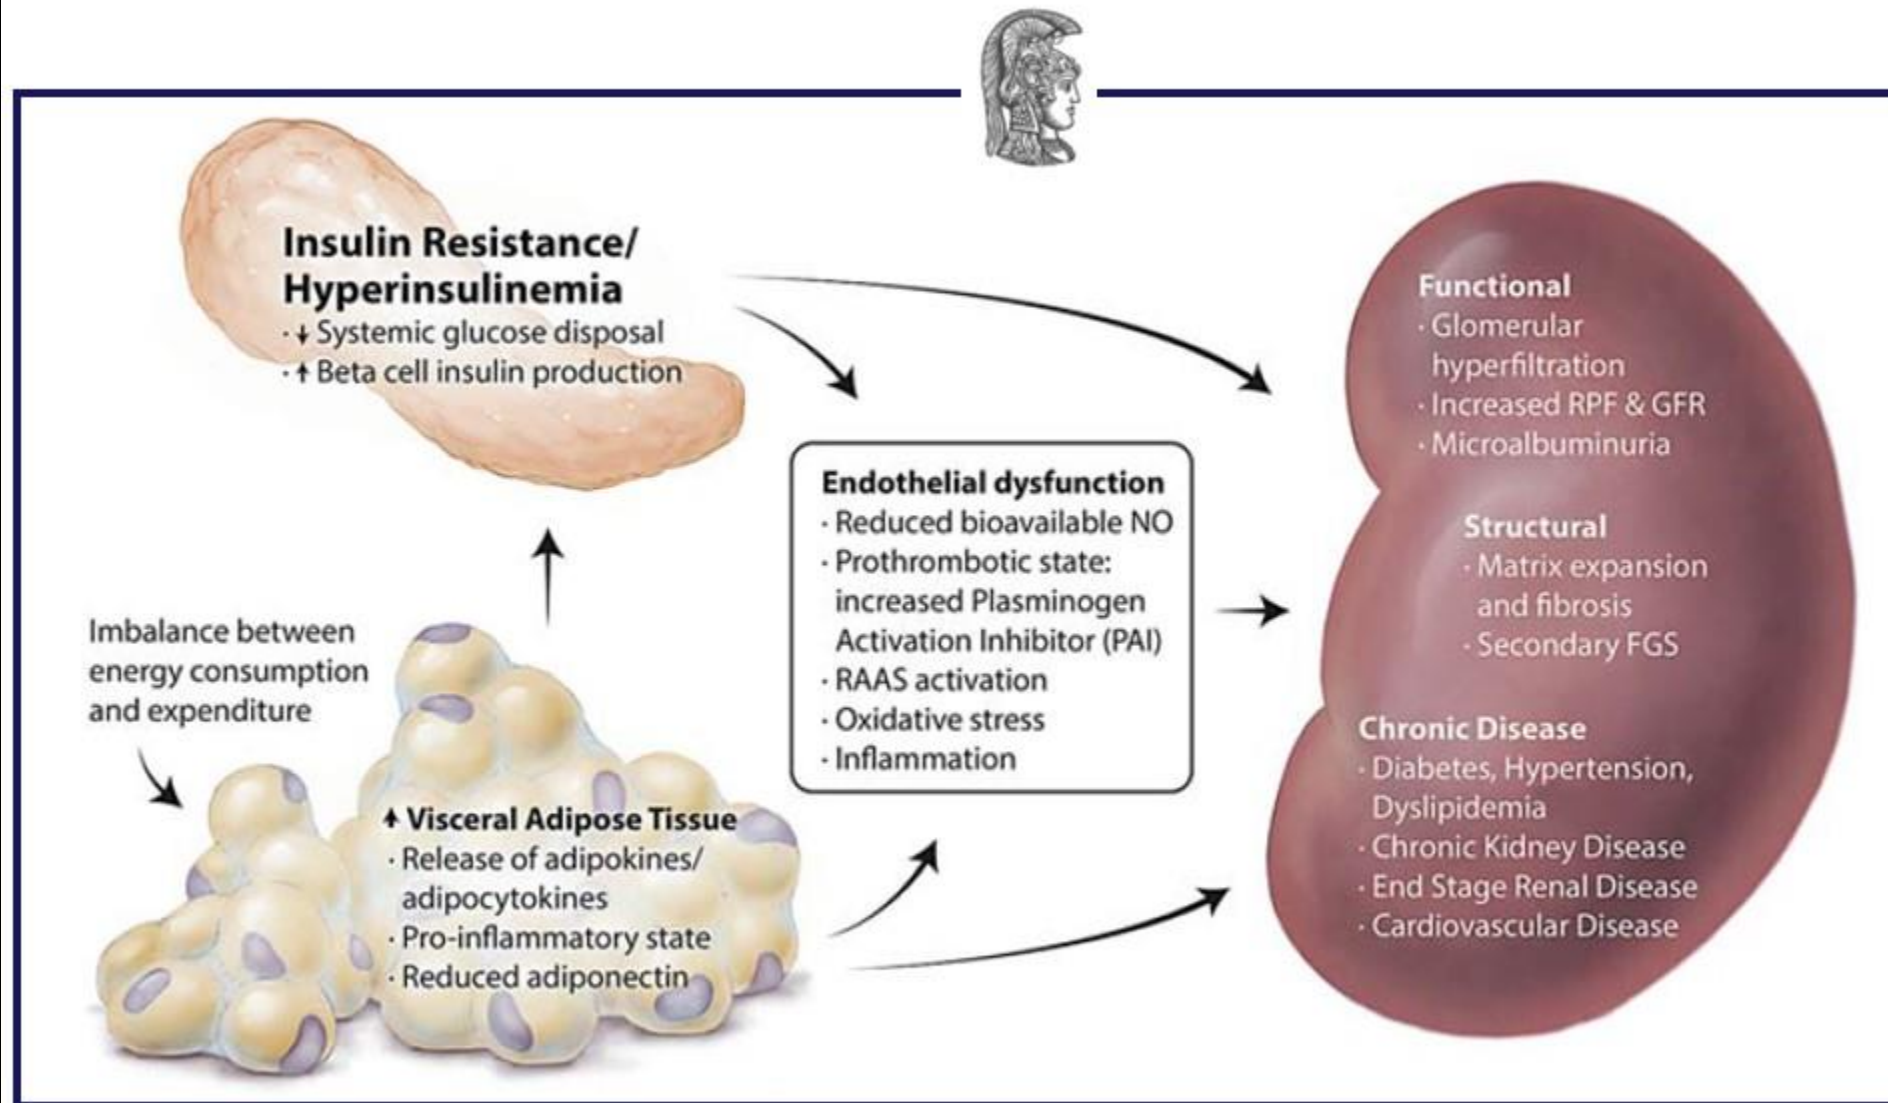 Insulin Resistance/
Hyperinsulinemia
· ↓ Systemic glucose disposal
· ↑ Beta cell insulin production
Imbalance between
energy consumption
and expenditure
↑ Visceral Adipose Tissue
· Release of adipokines/
adipocytokines
· Pro-inflammatory state
· Reduced adiponectin
Endothelial dysfunction
· Reduced bioavailable NO
· Prothrombotic state:
increased Plasminogen
Activation Inhibitor (PAI)
· RAAS activation
· Oxidative stress
· Inflammation
Functional
· Glomerular
hyperfiltration
· Increased RPF & GFR
· Microalbuminuria
Structural
· Matrix expansion
and fibrosis
· Secondary FGS
Chronic Disease
· Diabetes, Hypertension,
Dyslipidemia
· Chronic Kidney Disease
· End Stage Renal Disease
· Cardiovascular Disease